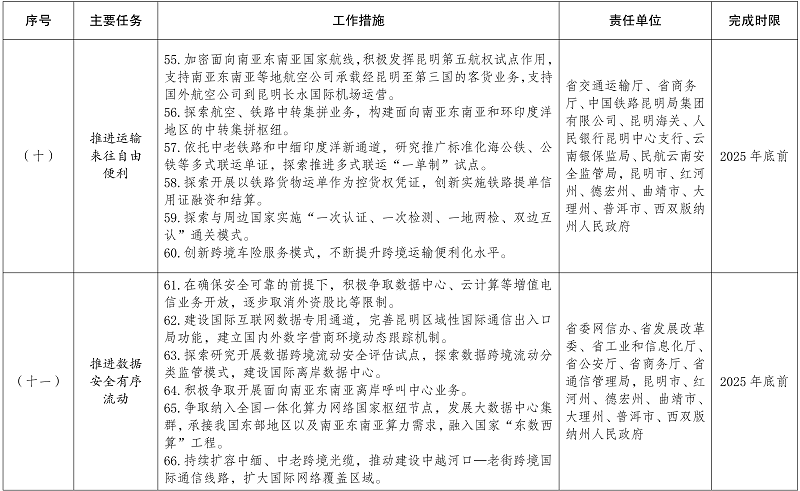 序号 主要任务 工作措施 责任单位 完成时限
（十）
推进运输
来往自由
便利
55. 加密面向南亚东南亚国家航线，积极发挥昆明第五航权试点作用，
支持南亚东南亚等地航空公司承载经昆明至第三国的客货业务，支持
国外航空公司到昆明长水国际机场运营。
56. 探索航空、铁路中转集拼业务，构建面向南亚东南亚和环印度洋
地区的中转集拼枢纽。
57. 依托中老铁路和中缅印度洋新通道，研究推广标准化海公铁、公
铁等多式联运单证，探索推进多式联运“一单制”试点。
58. 探索开展以铁路货物运单作为控货权凭证，创新实施铁路提单信
用证融资和结算。
59. 探索与周边国家实施“一次认证、一次检测、一地两检、双边互
认”通关模式。
60. 创新跨境车险服务模式，不断提升跨境运输便利化水平。
省交通运输厅、省商务
厅、中国铁路昆明局集团
有限公司、昆明海关、人
民银行昆明中心支行、云
南银保监局、民航云南安
全监管局，昆明市、红河
州、德宏州、曲靖市、大
理州、普洱市、西双版纳
州人民政府
2025 年底前
（十一）
推进数据
安全有序
流动
61. 在确保安全可靠的前提下，积极争取数据中心、云计算等增值电
信业务开放，逐步取消外资股比等限制。
62. 建设国际互联网数据专用通道，完善昆明区域性国际通信出入口
局功能，建立国内外数字营商环境动态跟踪机制。
63. 探索研究开展数据跨境流动安全评估试点，探索数据跨境流动分
类监管模式，建设国际离岸数据中心。
64. 积极争取开展面向南亚东南亚离岸呼叫中心业务。
65. 争取纳入全国一体化算力网络国家枢纽节点，发展大数据中心集
群，承接我国东部地区以及南亚东南亚算力需求，融入国家“东数西
算”工程。
66. 持续扩容中缅、中老跨境光缆，推动建设中越河口—老街跨境国
际通信线路，扩大国际网络覆盖区域。
省委网信办、省发展改革
委、省工业和信息化厅、
省公安厅、省商务厅、省
通信管理局，昆明市、红
河州、德宏州、曲靖市、
大理州、普洱市、西双版
纳州人民政府
2025 年底前